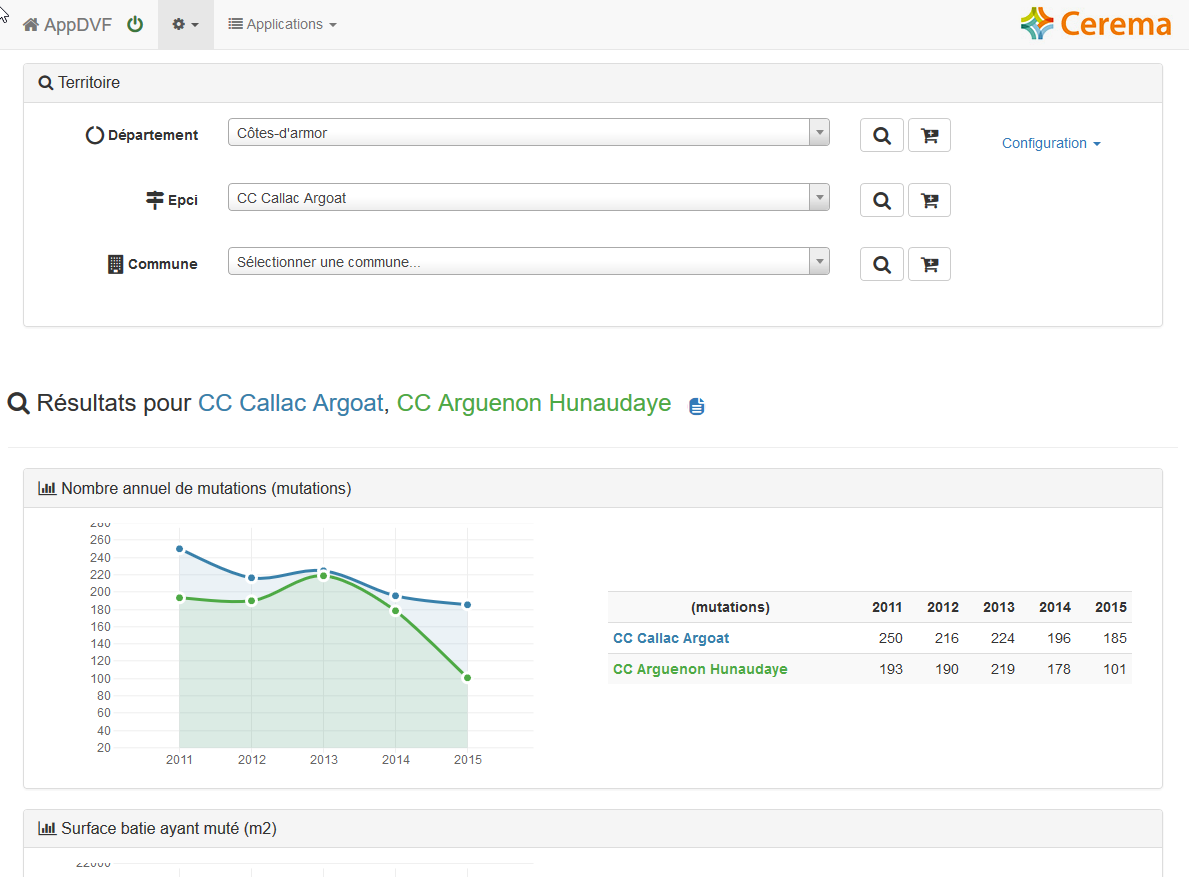 AppDVF Applications Cerema
Territoire
Département Côtes-d'armor Configuration
Epci CC Callac Argoat
Commune Sélectionner une commune...
Résultats pour CC Callac Argoat, CC Arguenon Hunaudaye
Nombre annuel de mutations (mutations)
280
260
240
220
200
180
160
140
120
100
80
60
40
20
2011 2012 2013 2014 2015
(mutations) 2011 2012 2013 2014 2015
CC Callac Argoat 250 216 224 196 185
CC Arguenon Hunaudaye 193 190 219 178 101
Surface batie ayant muté (m2)
22000